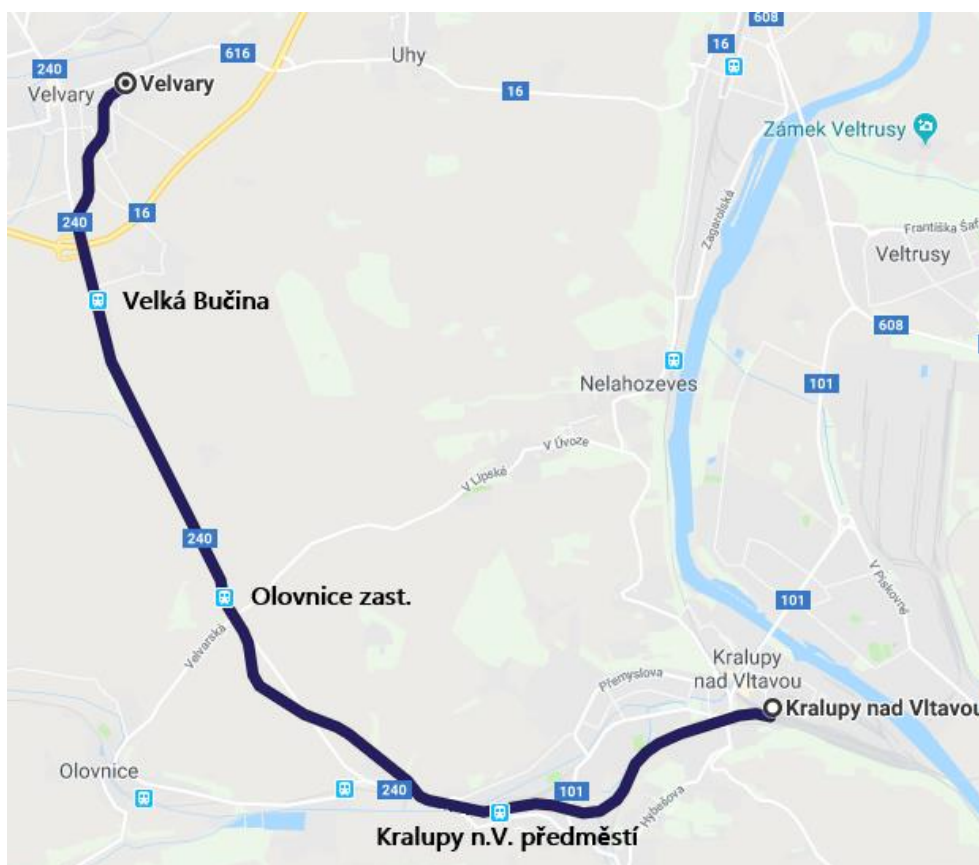 608
16
240
616
Uhy
Velvary
Velvary
16
Zámek Veltrusy
240
16
Zagarolská
Františka Šaf
Veltrusy
Velká Bučina
608
Nelahozeves
101
V Úvoze
V Lipské
240
V Pískovně
Olovnice zast.
101
Velvarská
Kralupy
nad Vltavou
Přemyslova
Kralupy nad Vltavou
Olovnice
240
101
Hybešova
Kralupy n.V. předměstí